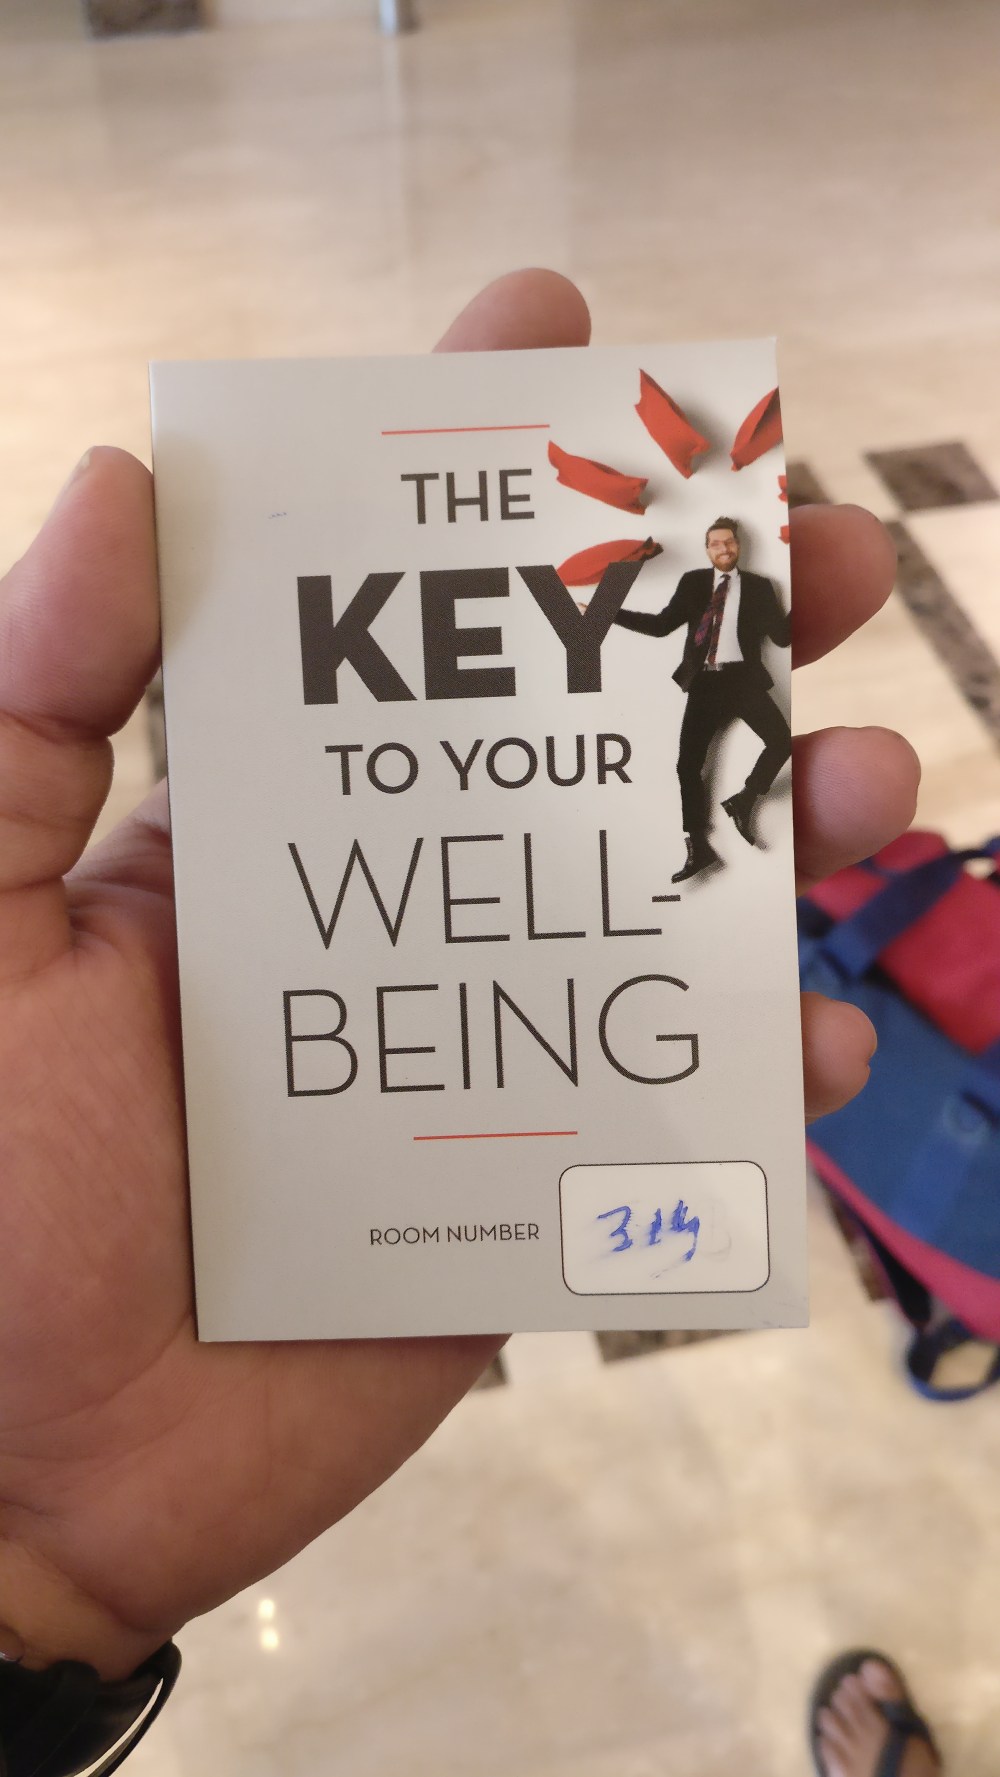 THE
KEY
TO YOUR
WELL-
BEING
ROOM NUMBER